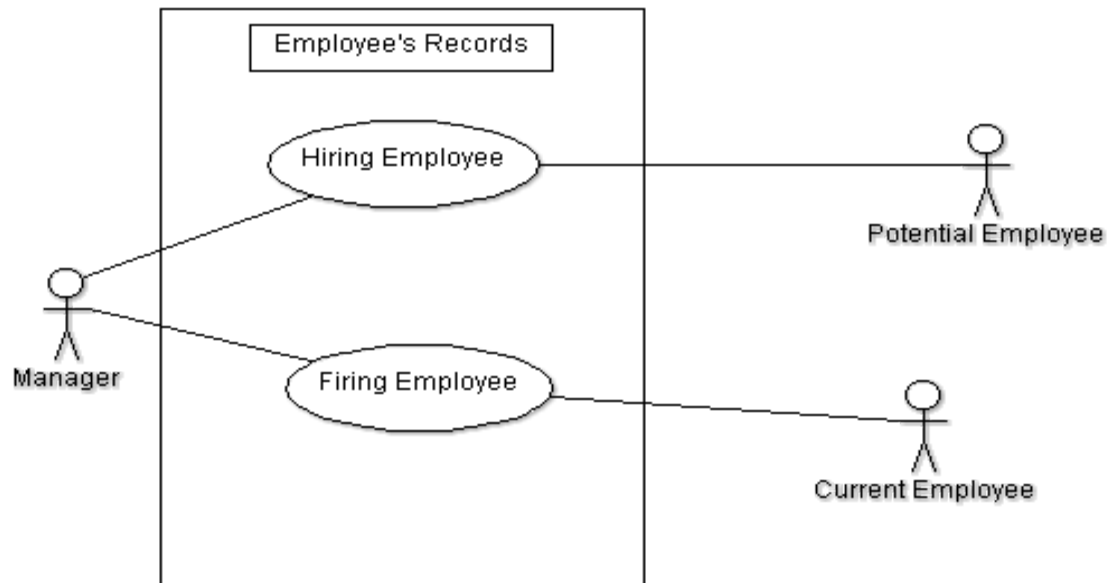 Employee's Records
Hiring Employee
Potential Employee
Manager
Firing Employee
Current Employee